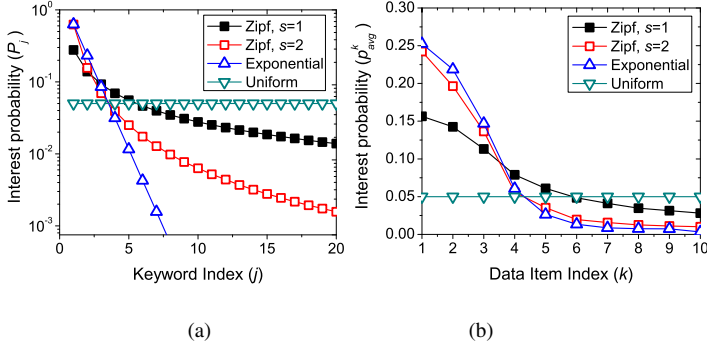 10^0
10^-1
10^-2
10^-3
0 5 10 15 20
Interest probability (P_j)
Keyword Index (j)
Zipf, s=1
Zipf, s=2
Exponential
Uniform
(a)
0.30
0.25
0.20
0.15
0.10
0.05
0.00
1 2 3 4 5 6 7 8 9 10
Interest probability (p^k_avg)
Data Item Index (k)
Zipf, s=1
Zipf, s=2
Exponential
Uniform
(b)